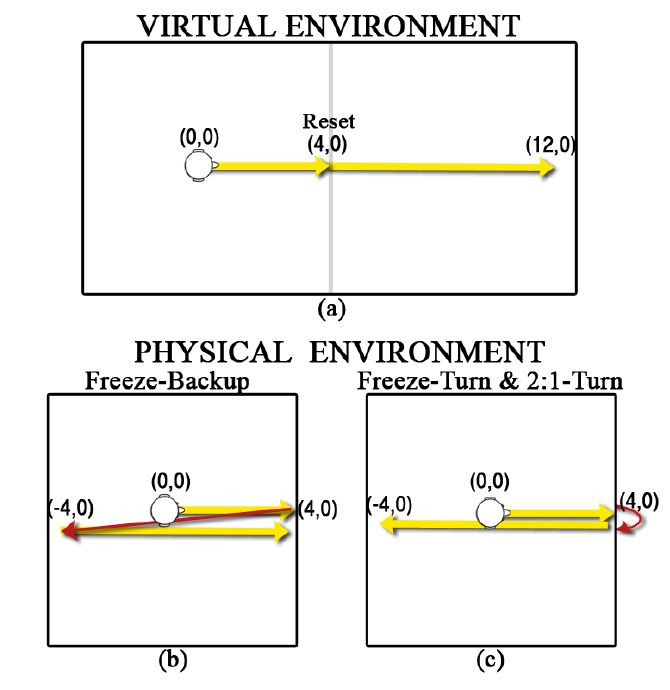 VIRTUAL ENVIRONMENT
Reset
(0,0) (4,0) (12,0)
(a)
PHYSICAL ENVIRONMENT
Freeze-Backup Freeze-Turn & 2:1-Turn
(0,0) (0,0)
(-4,0) (4,0) (-4,0) (4,0)
(b) (c)